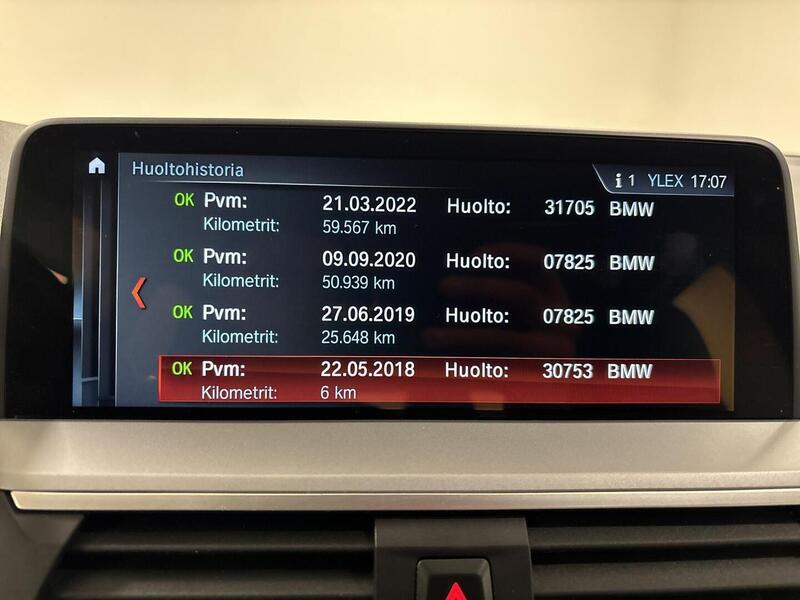 Huoltohistoria
i 1 YLEX 17:07
OK Pvm: 21.03.2022 Huolto: 31705 BMW
Kilometrit: 59.567 km
OK Pvm: 09.09.2020 Huolto: 07825 BMW
Kilometrit: 50.939 km
OK Pvm: 27.06.2019 Huolto: 07825 BMW
Kilometrit: 25.648 km
OK Pvm: 22.05.2018 Huolto: 30753 BMW
Kilometrit: 6 km